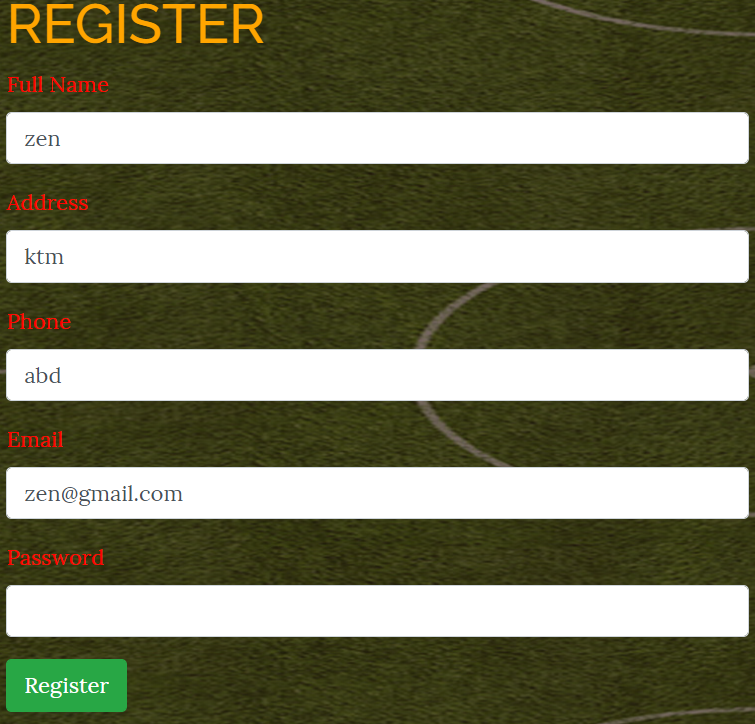 REGISTER
Full Name
zen
Address
ktm
Phone
abd
Email
zen@gmail.com
Password
Register